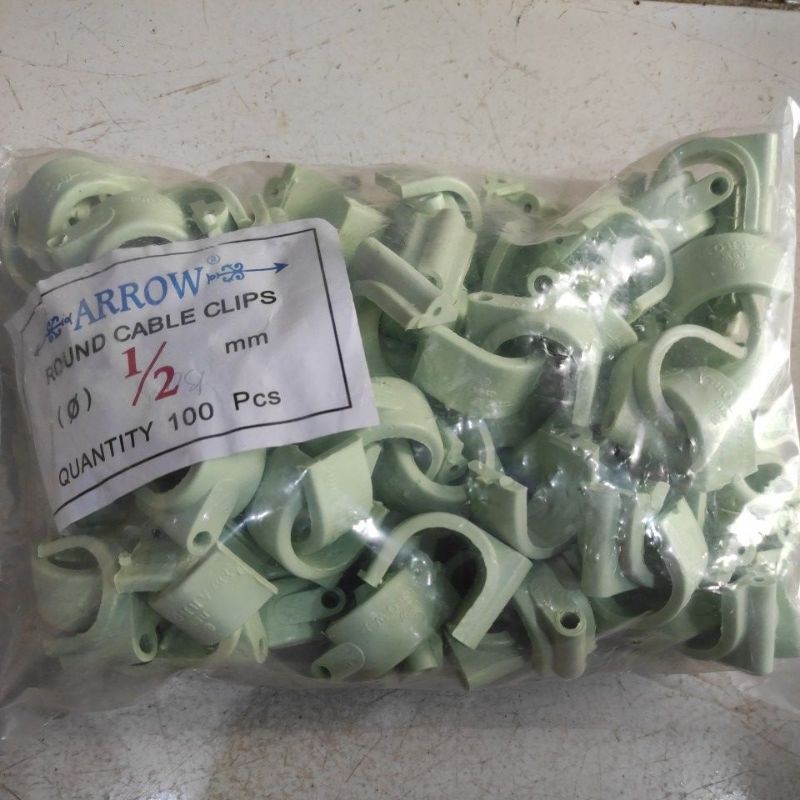 ARROW®
ROUND CABLE CLIPS
(Ø) 1/2 mm
QUANTITY 100 Pcs